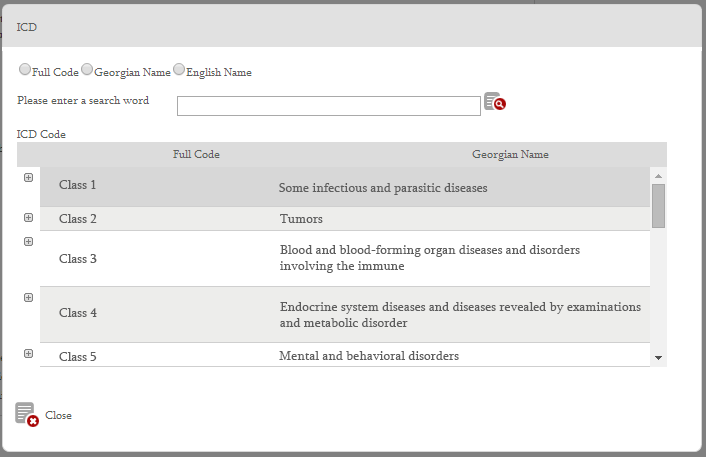 ICD
Full Code Georgian Name English Name
Please enter a search word
ICD Code
Full Code Georgian Name
Class 1 Some infectious and parasitic diseases
Class 2 Tumors
Class 3 Blood and blood-forming organ diseases and disorders
involving the immune
Class 4 Endocrine system diseases and diseases revealed by examinations
and metabolic disorder
Class 5 Mental and behavioral disorders
Close